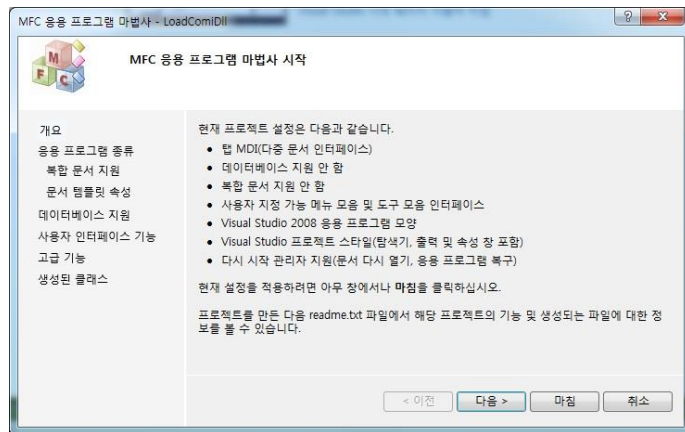 MFC 응용 프로그램 마법사 - LoadComiDll
MFC 응용 프로그램 마법사 시작
개요
응용 프로그램 종류
복합 문서 지원
문서 템플릿 속성
데이터베이스 지원
사용자 인터페이스 기능
고급 기능
생성된 클래스
현재 프로젝트 설정은 다음과 같습니다.
● 탭 MDI(다중 문서 인터페이스)
● 데이터베이스 지원 안 함
● 복합 문서 지원 안 함
● 사용자 지정 가능 메뉴 모음 및 도구 모음 인터페이스
● Visual Studio 2008 응용 프로그램 모양
● Visual Studio 프로젝트 스타일(탐색기, 출력 및 속성 창 포함)
● 다시 시작 관리자 지원(문서 다시 열기, 응용 프로그램 복구)
현재 설정을 적용하려면 아무 창에서나 마침을 클릭하십시오.
프로젝트를 만든 다음 readme.txt 파일에서 해당 프로젝트의 기능 및 생성되는 파일에 대한 정
보를 볼 수 있습니다.
< 이전 다음 > 마침 취소